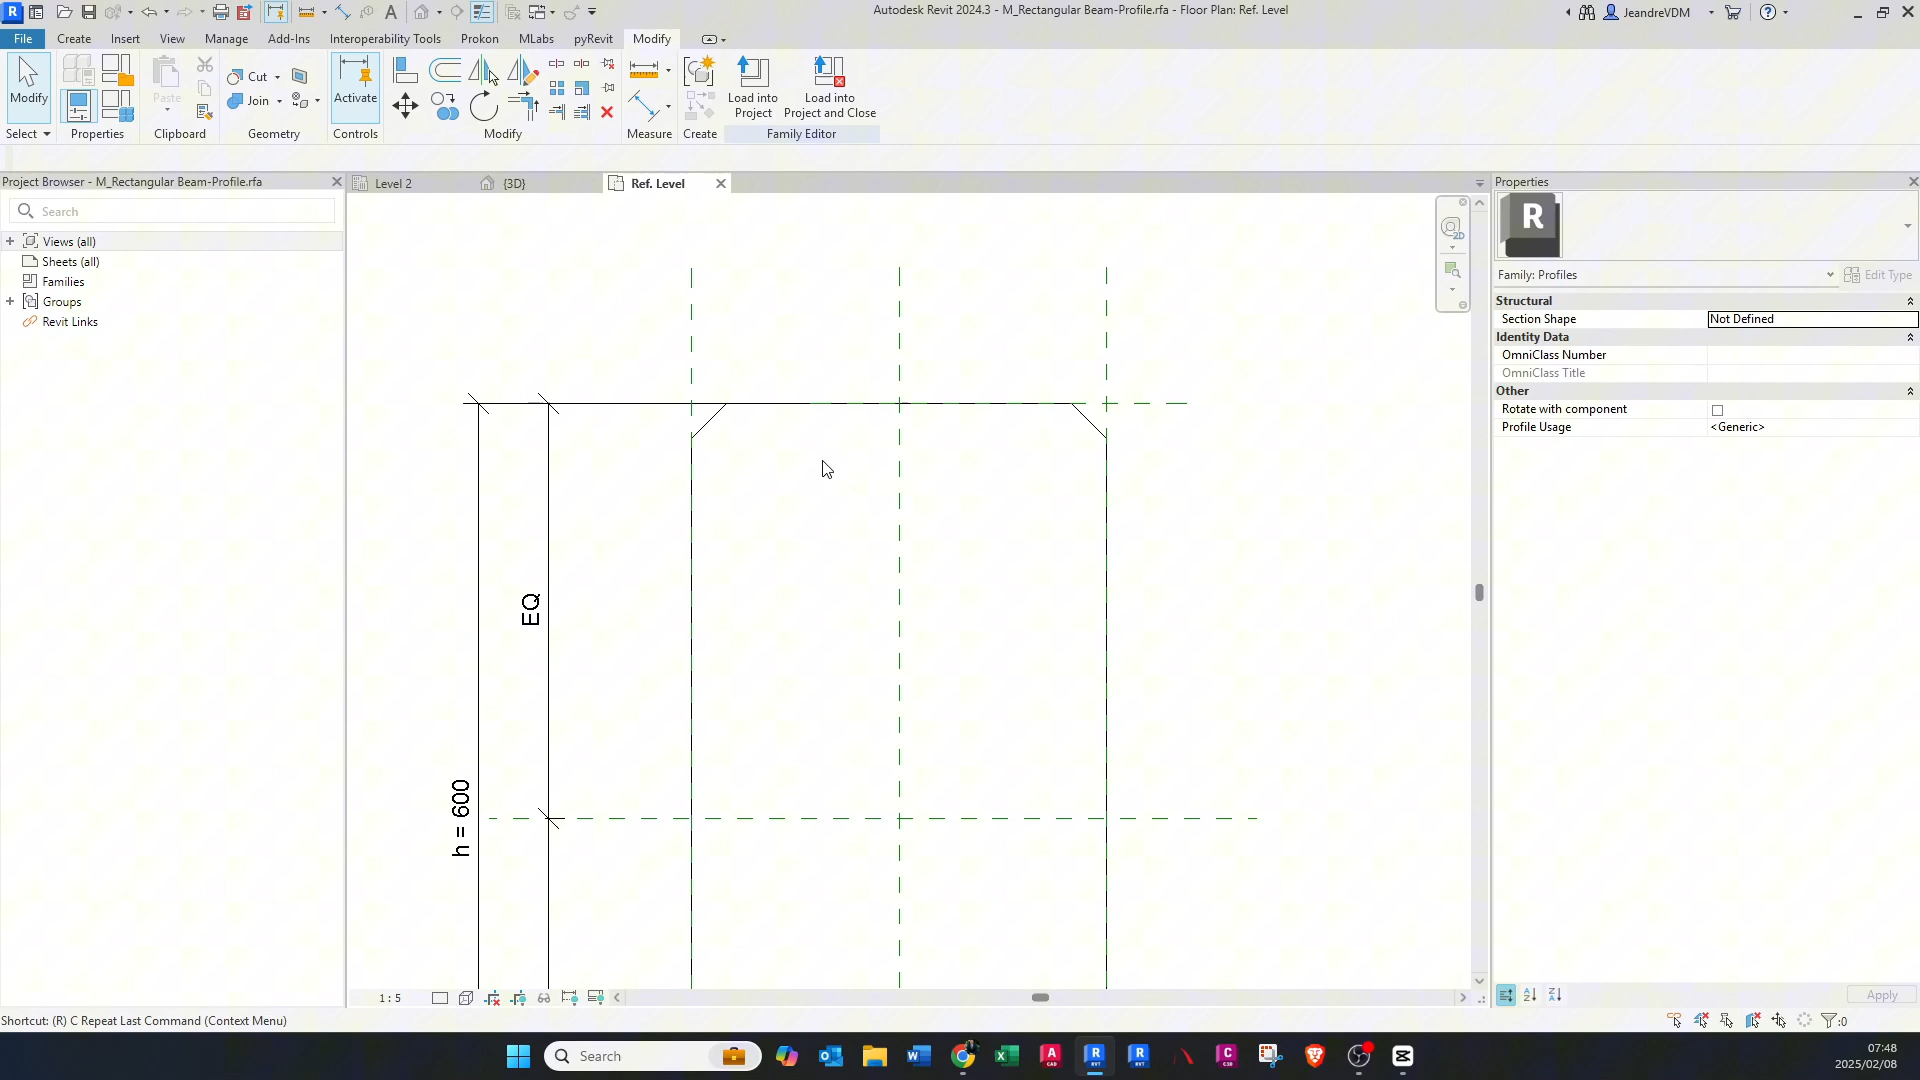 Autodesk Revit 2024.3 - M_Rectangular Beam-Profile.rfa - Floor Plan: Ref. Level
JeandreVDM
File Create Insert View Manage Add-Ins Interoperability Tools Prokon MLabs pyRevit Modify
Modify
Paste
Cut
Join
Activate
Load into Project
Load into Project and Close
Select Properties Clipboard Geometry Controls Modify Measure Create Family Editor
Project Browser - M_Rectangular Beam-Profile.rfa
Search
Views (all)
Sheets (all)
Families
Groups
Revit Links
Level 2
{3D}
Ref. Level
2D
EQ
h = 600
Properties
R
Family: Profiles
Edit Type
Structural
Section Shape Not Defined
Identity Data
OmniClass Number
OmniClass Title
Other
Rotate with component
Profile Usage <Generic>
Apply
1 : 5
Shortcut: (R) C Repeat Last Command (Context Menu)
:0
Search
07:48
2025/02/08